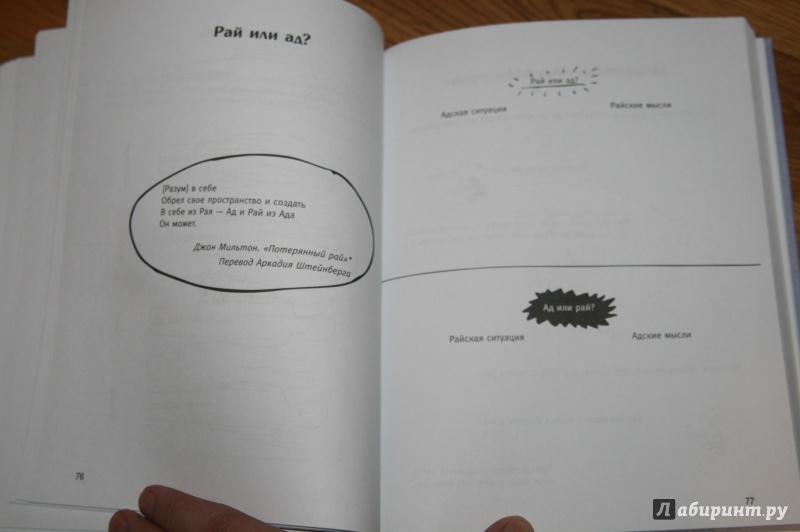 Рай или ад?
[Разум] в себе
Обрел свое пространство и создать
В себе из Рая — Ад и Рай из Ада
Он может.
Джон Мильтон. «Потерянный рай»*
Перевод Аркадия Штейнберга
76
Рай или ад?
Адская ситуация
Райские мысли
Ад или рай?
Райская ситуация
Адские мысли
77
Лабиринт.ру